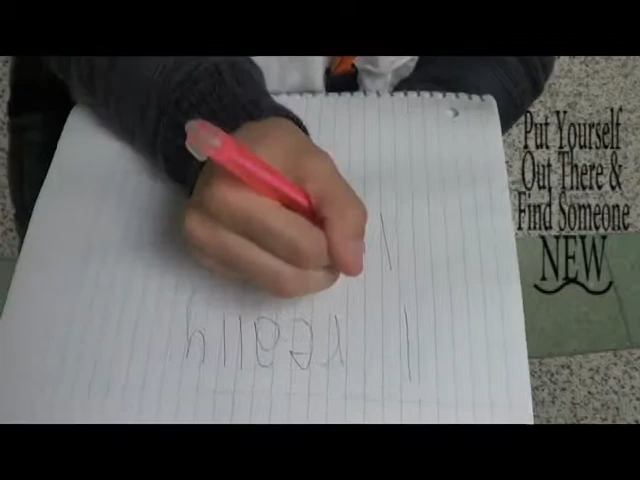 Put Yourself
Out There &
Find Someone
NEW
I really